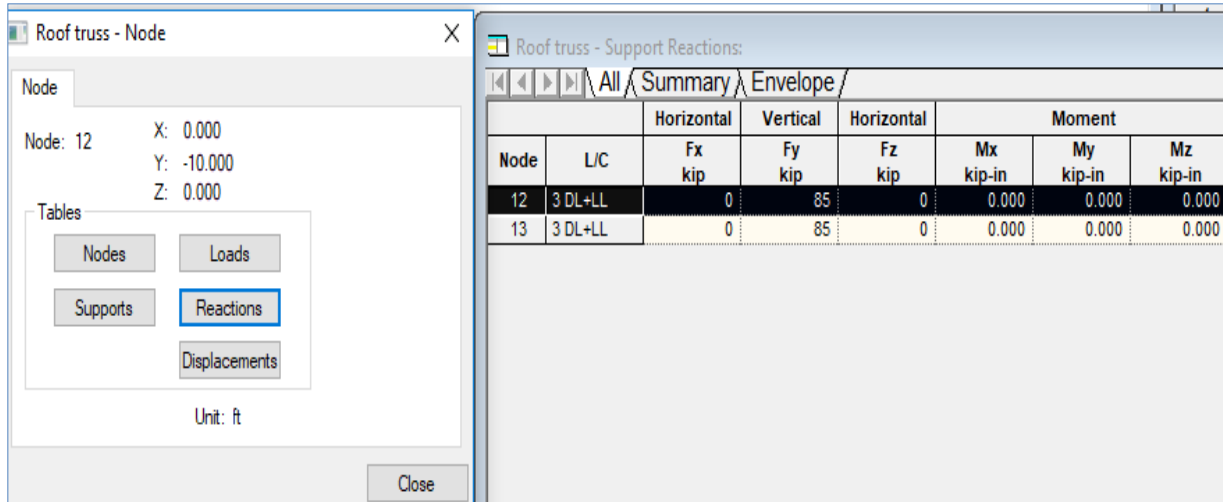 Roof truss - Node
Node
Node: 12
X: 0.000
Y: -10.000
Z: 0.000
Tables
Nodes Loads
Supports Reactions
Displacements
Unit: ft
Close
Roof truss - Support Reactions:
All Summary Envelope
Horizontal Vertical Horizontal Moment
Node L/C Fx kip Fy kip Fz kip Mx kip-in My kip-in Mz kip-in
12 3 DL+LL 0 85 0 0.000 0.000 0.000
13 3 DL+LL 0 85 0 0.000 0.000 0.000